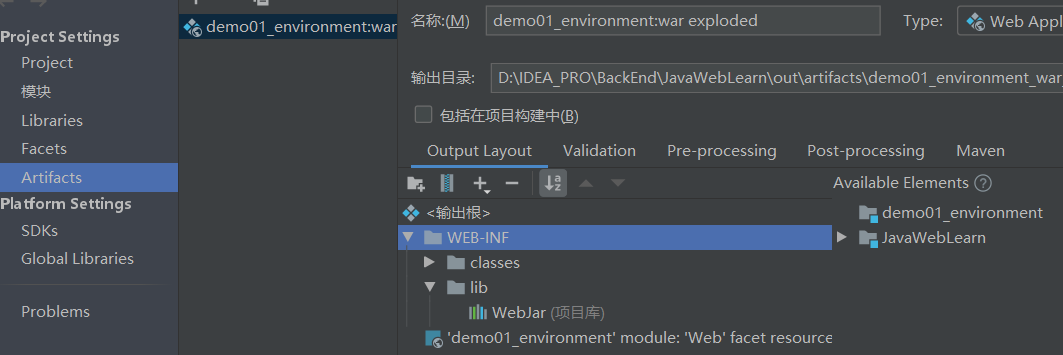 Project Settings
Project
模块
Libraries
Facets
Artifacts
Platform Settings
SDKs
Global Libraries
Problems
demo01_environment:war
名称:(M) demo01_environment:war exploded Type: Web Appl
输出目录: D:\IDEA_PRO\BackEnd\JavaWebLearn\out\artifacts\demo01_environment_war_
包括在项目构建中(B)
Output Layout Validation Pre-processing Post-processing Maven
Available Elements ?
<输出根>
WEB-INF
classes
lib
WebJar (项目库)
'demo01_environment' module: 'Web' facet resource
demo01_environment
JavaWebLearn